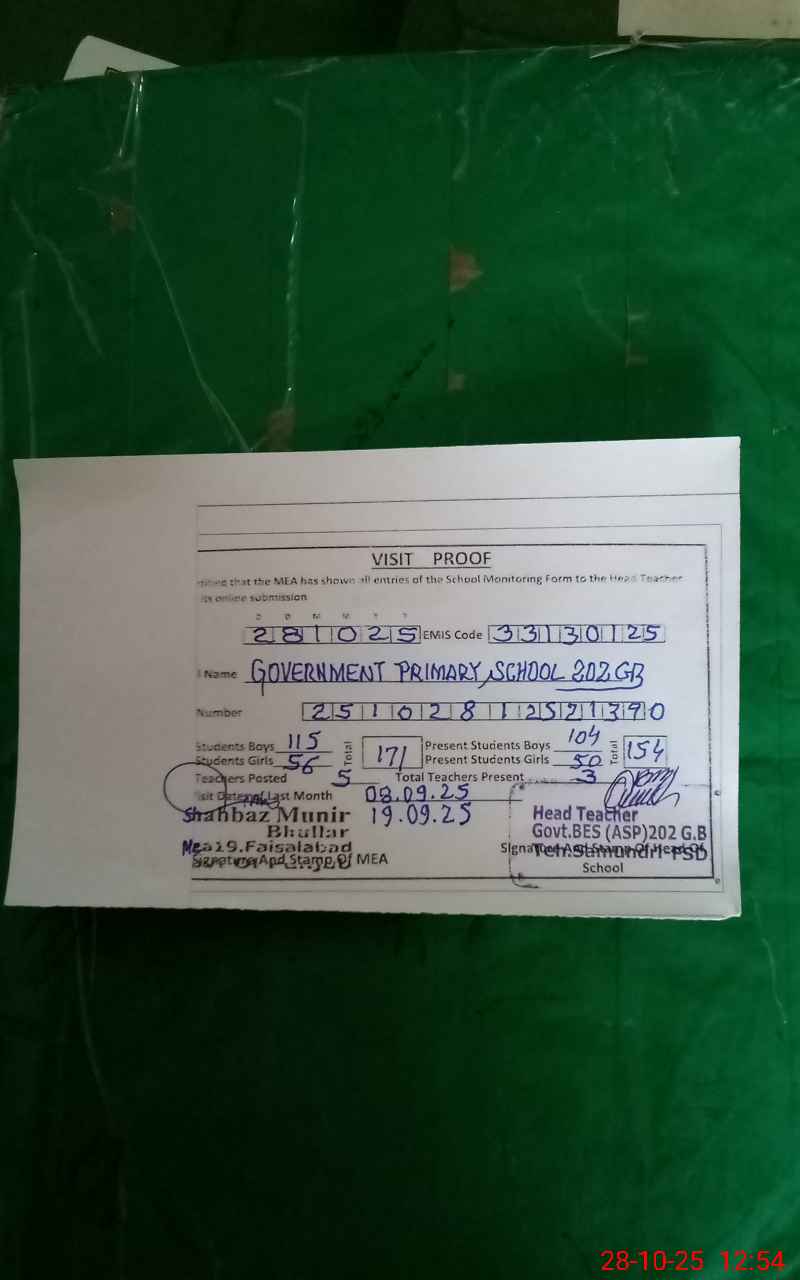 VISIT PROOF
that the MEA has shown all entries of the School Monitoring Form to the Head Teacher
its online submission
D D M M Y Y
281025 EMIS Code 33130125
Name GOVERNMENT PRIMARY SCHOOL 202 GB
Number 25102812521390
Students Boys 115 Total 171 Present Students Boys 104 Total 154
Students Girls 56 Present Students Girls 50
Teachers Posted 5 Total Teachers Present 3
Visit Date of Last Month 08.09.25
19.09.25
Shahbaz Munir
Bhullar
Mea19.Faisalabad
Signature And Stamp Of MEA
Head Teacher
Govt.BES (ASP)202 G.B
Teh:Samundri-FSD
Signature And Stamp Of Head Of
School
28-10-25 12:54